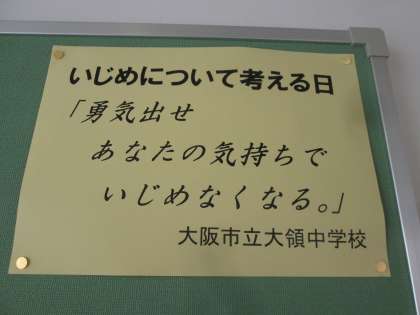 いじめについて考える日
「勇気出せ
あなたの気持ちで
いじめなくなる。」
大阪市立大領中学校